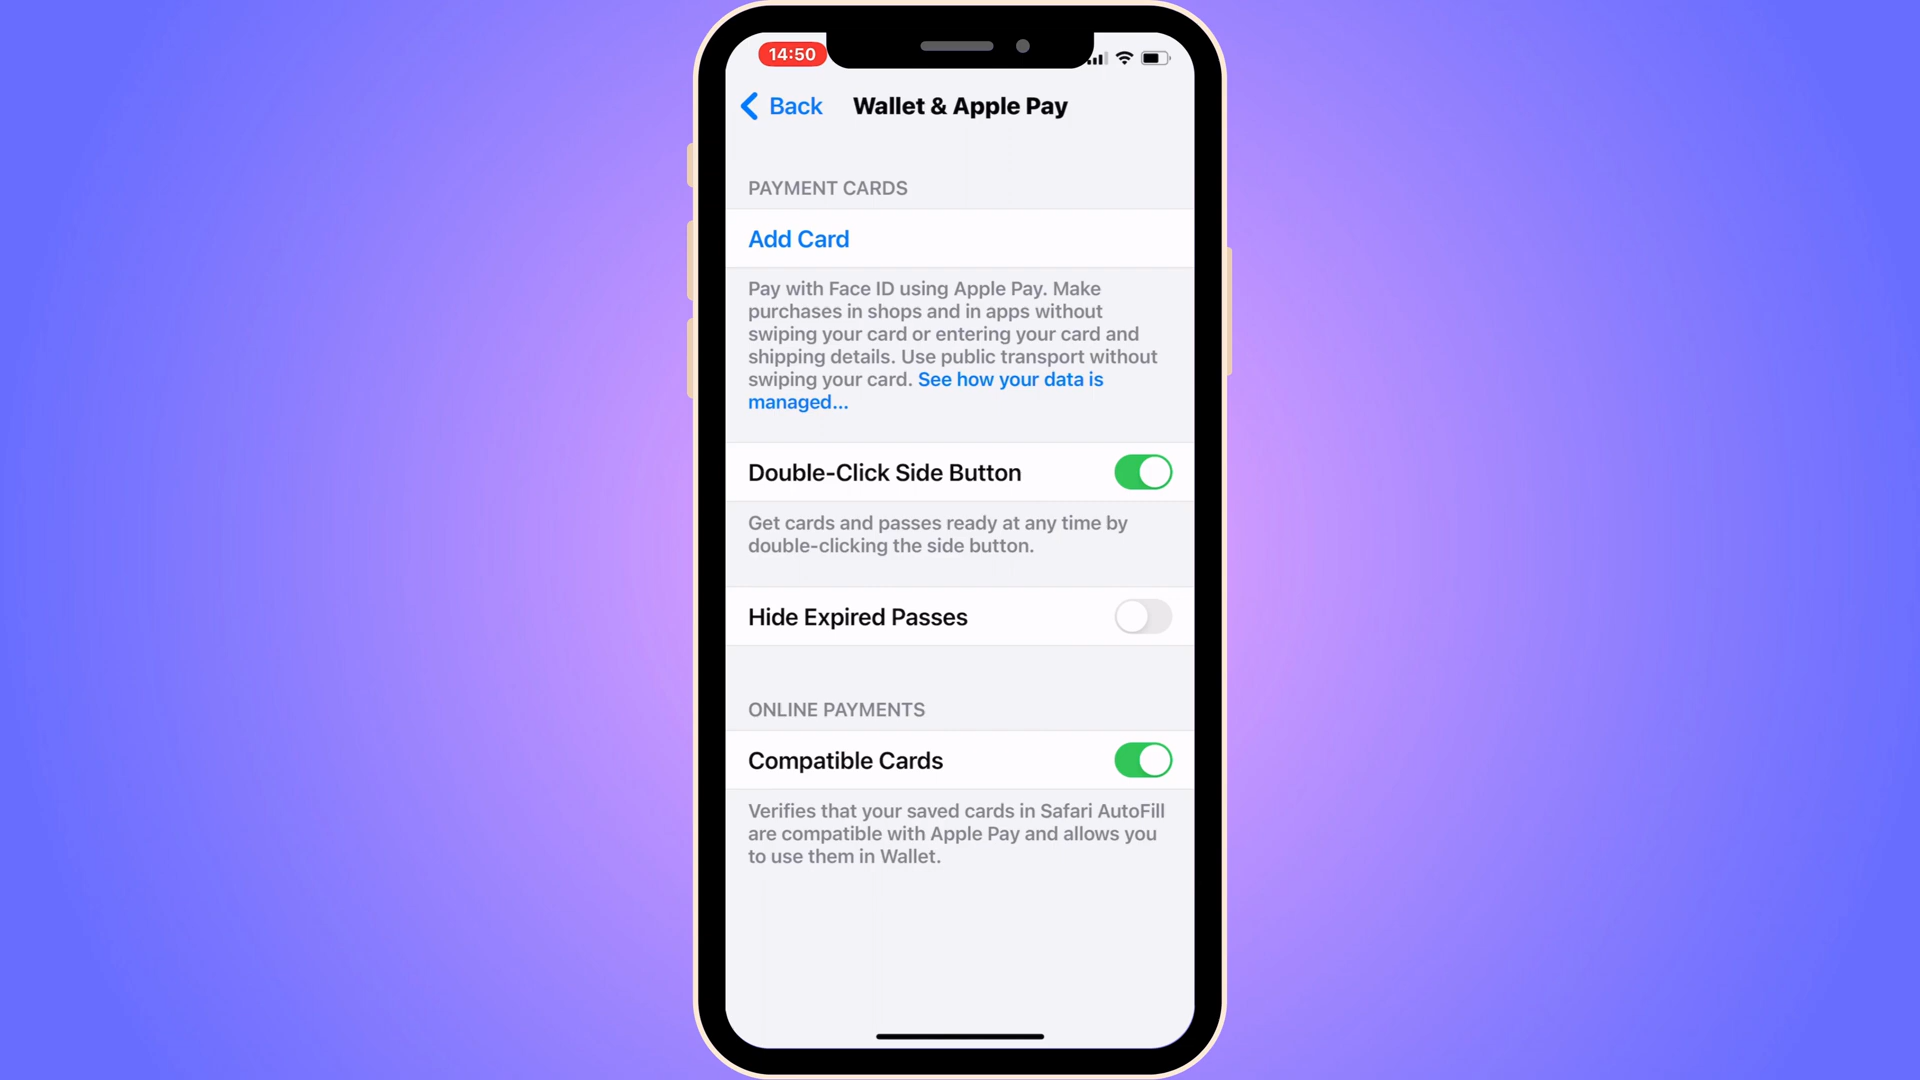 14:50
Back
Wallet & Apple Pay
PAYMENT CARDS
Add Card
Pay with Face ID using Apple Pay. Make
purchases in shops and in apps without
swiping your card or entering your card and
shipping details. Use public transport without
swiping your card. See how your data is
managed...
Double-Click Side Button
Get cards and passes ready at any time by
double-clicking the side button.
Hide Expired Passes
ONLINE PAYMENTS
Compatible Cards
Verifies that your saved cards in Safari AutoFill
are compatible with Apple Pay and allows you
to use them in Wallet.